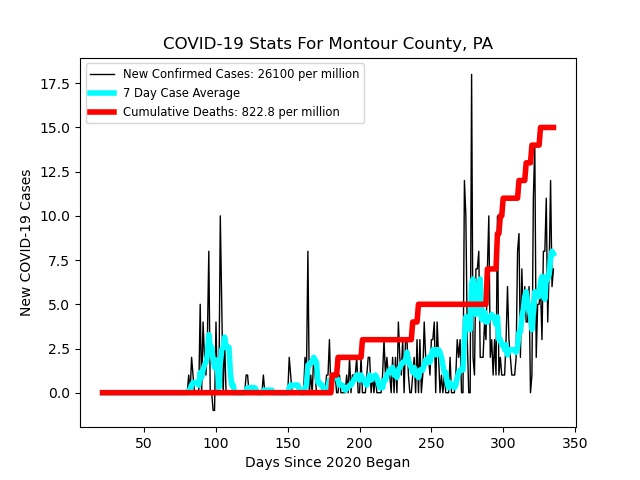 COVID-19 Stats For Montour County, PA
New Confirmed Cases: 26100 per million
7 Day Case Average
Cumulative Deaths: 822.8 per million
New COVID-19 Cases
17.5
15.0
12.5
10.0
7.5
5.0
2.5
0.0
50 100 150 200 250 300 350
Days Since 2020 Began